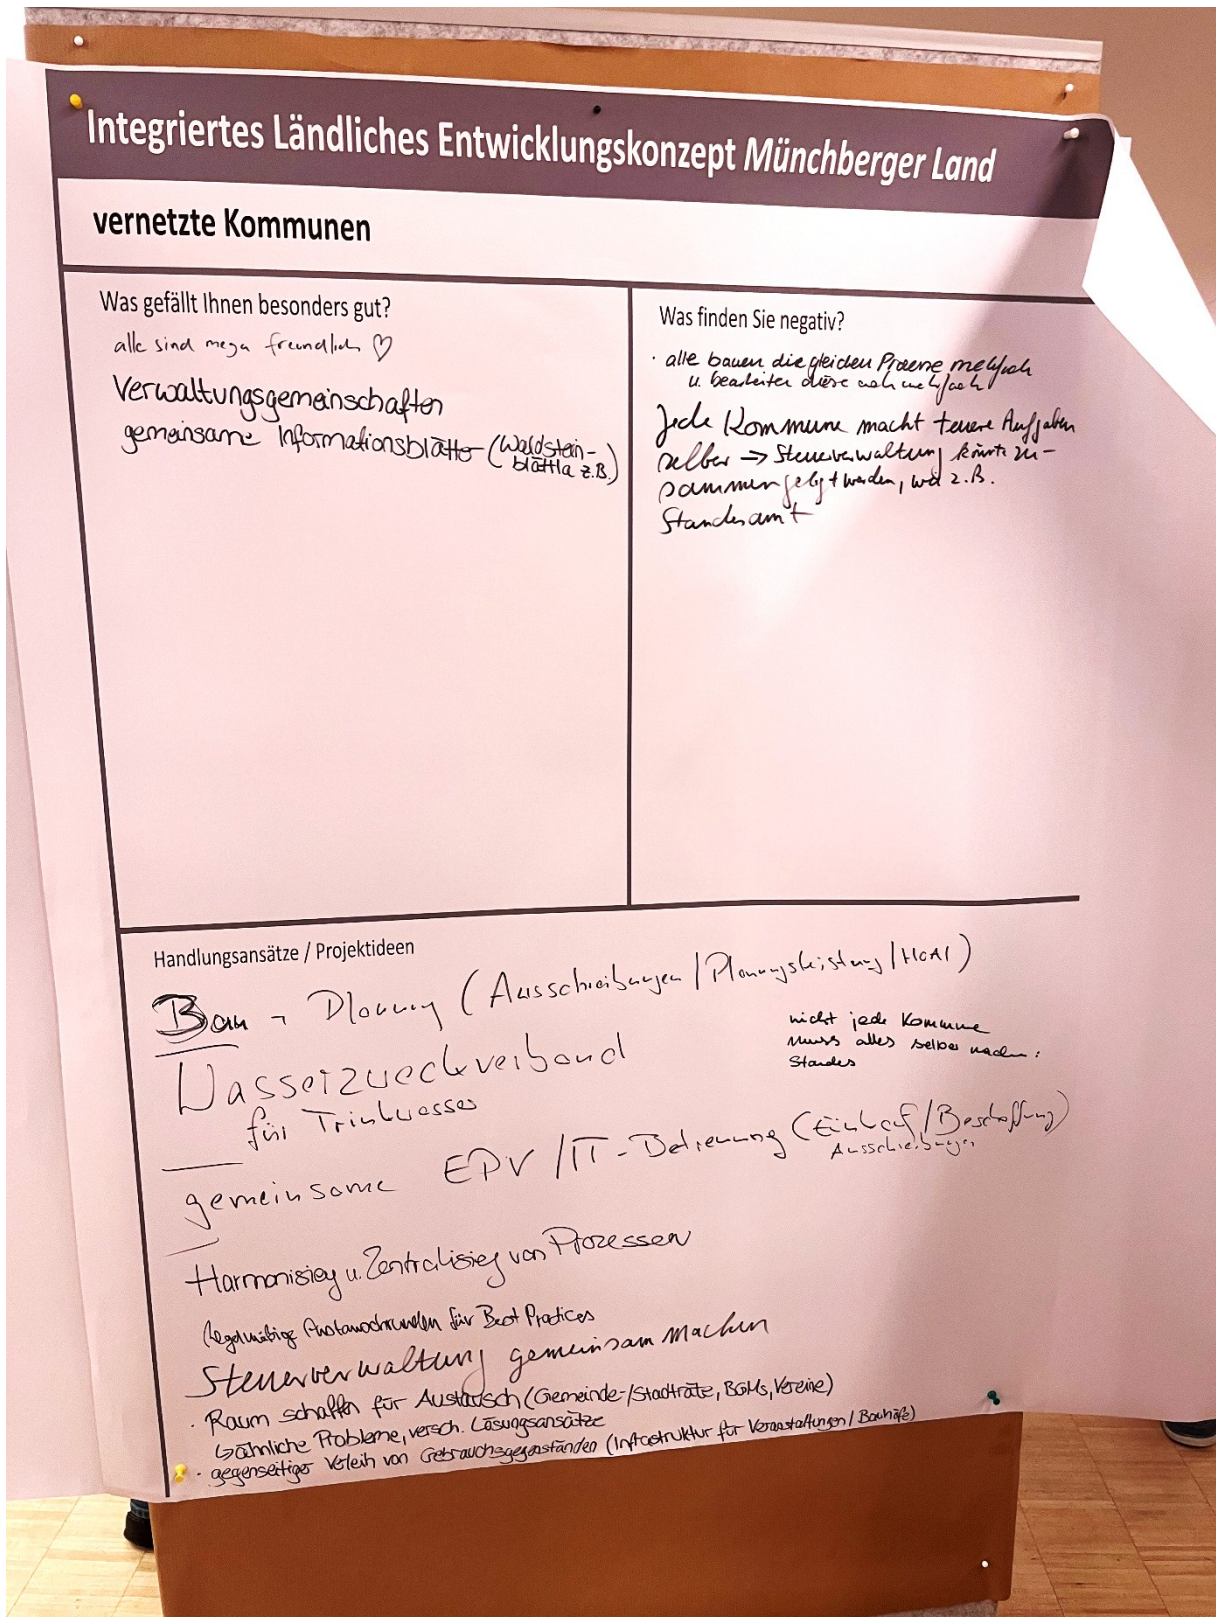 Integriertes Ländliches Entwicklungskonzept Münchberger Land
vernetzte Kommunen
Was gefällt Ihnen besonders gut?
alle sind mega freundlich ♡
Verwaltungsgemeinschaften
gemeinsame Informationsblätter (Waldstein-
blättla z.B.)
Was finden Sie negativ?
· alle bauen die gleichen Prozesse mehrfach
u. bearbeiten diese auch mehrfach
Jede Kommune macht teuere Aufgaben
selber → Steuerverwaltung könnte zu-
sammengelegt werden, wie z.B.
Standesamt
Handlungsansätze / Projektideen
Bau - Planung (Ausschreibungen / Planungsleistung / HOAI)
nicht jede Kommune
muss alles selber machen:
Standes
Wasserzweckverband
für Trinkwasser
gemeinsame EDV / IT-Betreuung (Einkauf / Beschaffung)
Ausschreibungen
Harmonisierg u. Zentralisierg von Prozessen
Regelmäßige Austauschrunden für Best Practices
Steuerverwaltung gemeinsam machen
· Raum schaffen für Austausch (Gemeinde-/Stadträte, BGMs, Vereine)
↳ ähnliche Probleme, versch. Lösungsansätze
· gegenseitiger Verleih von Gebrauchsgegenständen (Infrastruktur für Veranstaltungen / Bauhöfe)